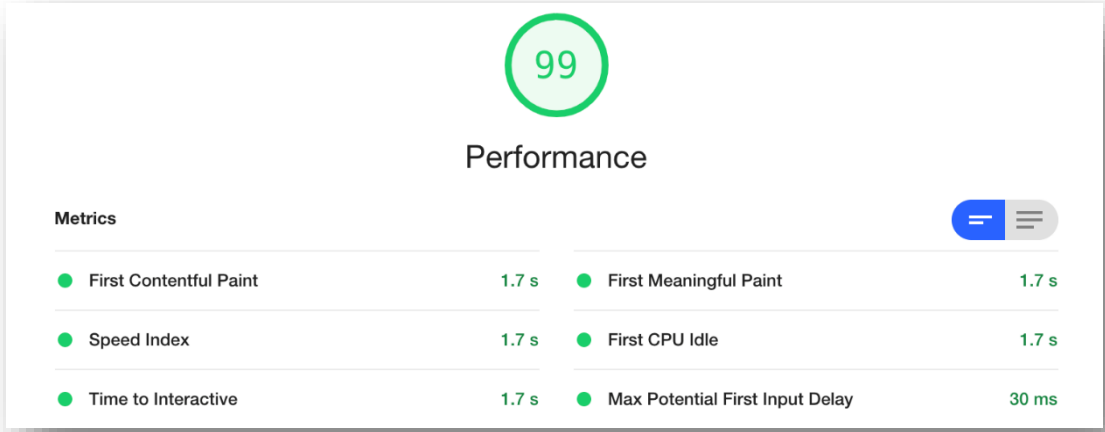 99
Performance
Metrics
First Contentful Paint 1.7 s First Meaningful Paint 1.7 s
Speed Index 1.7 s First CPU Idle 1.7 s
Time to Interactive 1.7 s Max Potential First Input Delay 30 ms